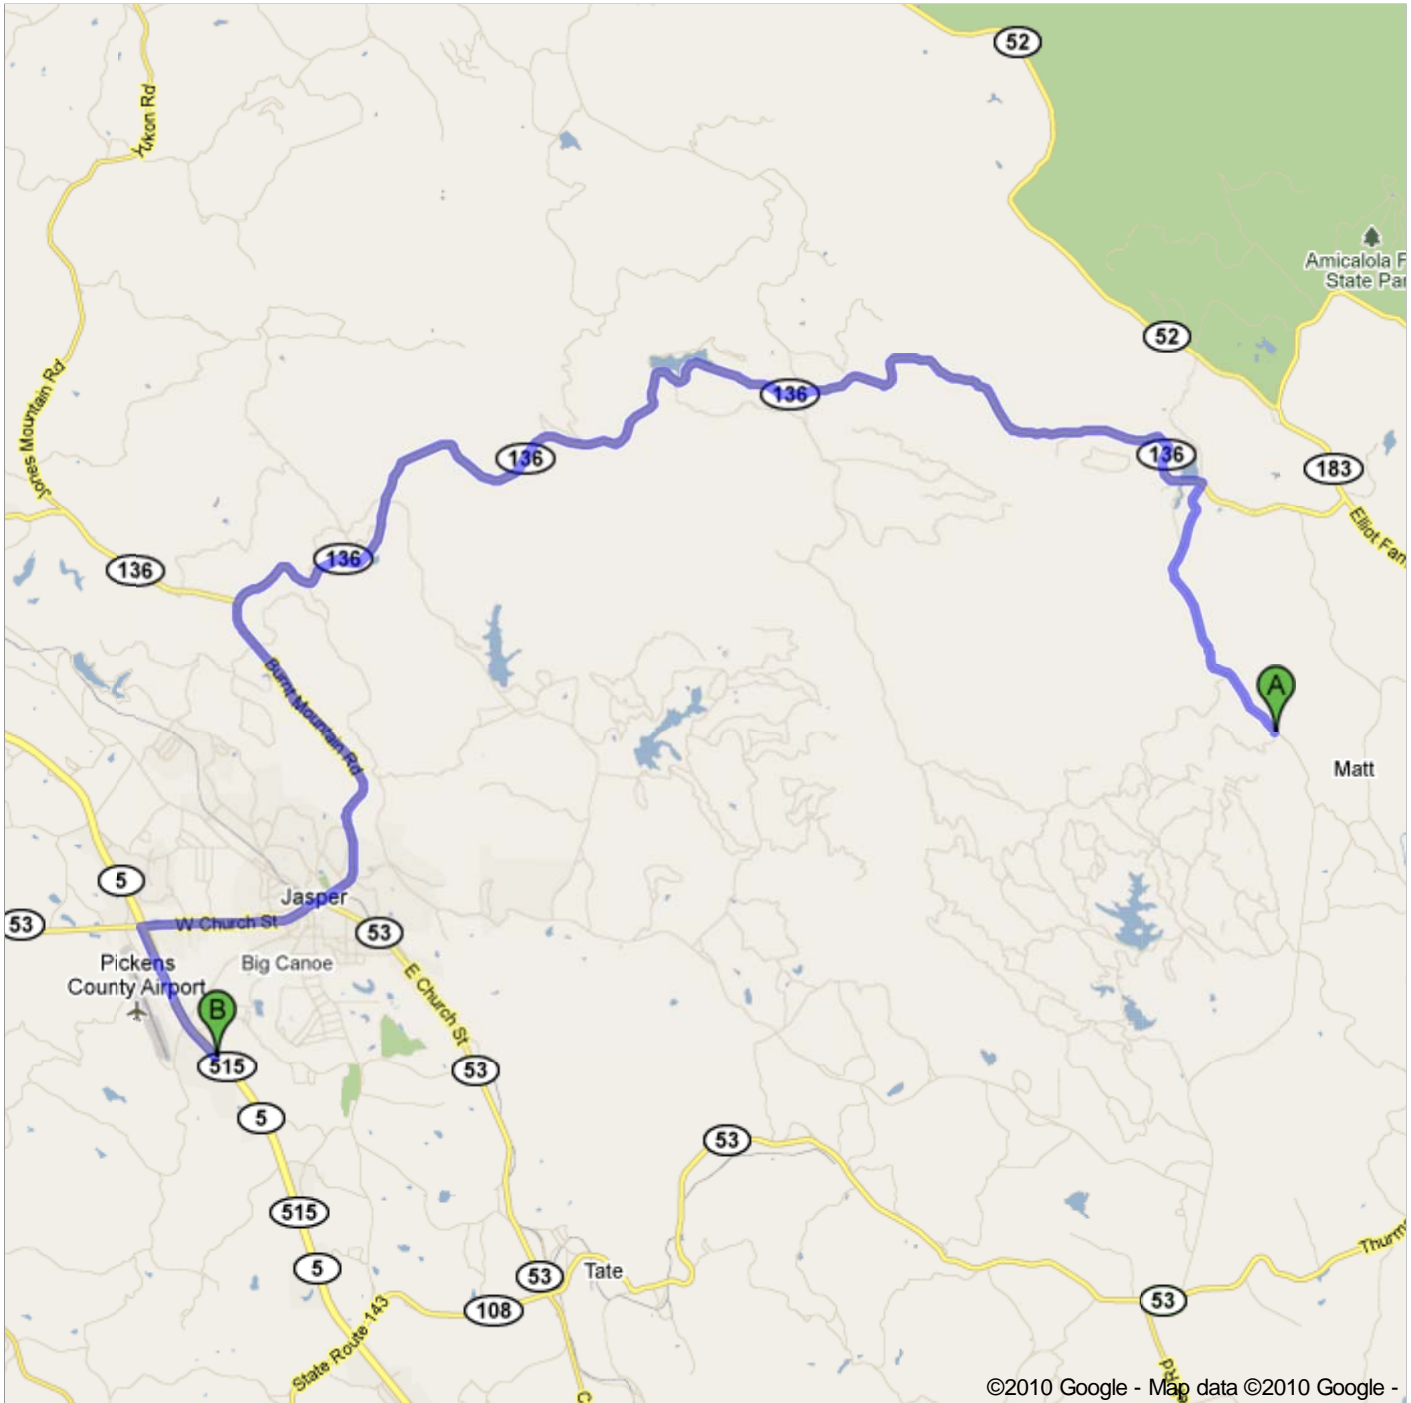 52
Yukon Rd
Amicalola F
State Par
52
Jones Mountain Rd
136
136
136
183
136
Elliot Fam
136
Burnt Mountain Rd
A
Matt
5
Jasper
53
W Church St
53
Pickens
County Airport
Big Canoe
E Church St
B
515
53
5
53
515
Thurm
5
53
Tate
53
108
State Route 143
©2010 Google - Map data ©2010 Google -